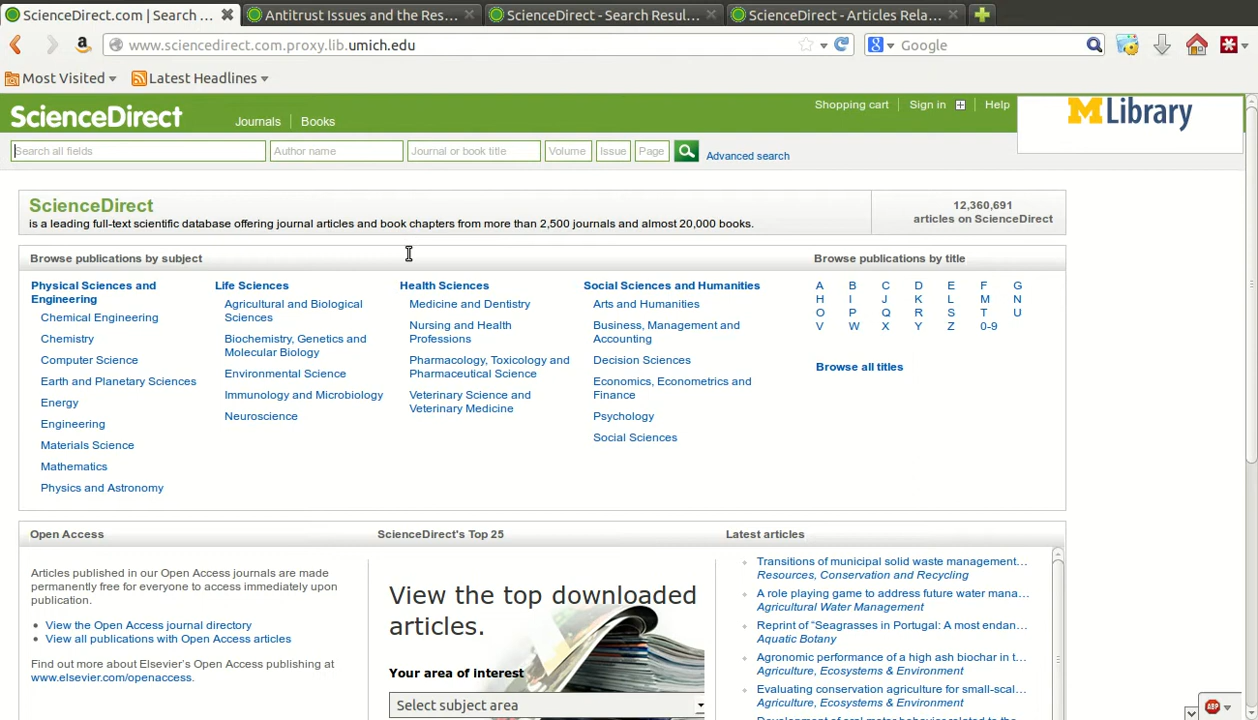 ScienceDirect.com | Search ...
Antitrust Issues and the Res...
ScienceDirect - Search Resul...
ScienceDirect - Articles Rela...
www.sciencedirect.com.proxy.lib.umich.edu
Google
Most Visited
Latest Headlines
Shopping cart
Sign in
Help
M Library
ScienceDirect
Journals
Books
Search all fields
Author name
Journal or book title
Volume
Issue
Page
Advanced search
ScienceDirect
is a leading full-text scientific database offering journal articles and book chapters from more than 2,500 journals and almost 20,000 books.
12,360,691
articles on ScienceDirect
Browse publications by subject
Physical Sciences and
Engineering
Chemical Engineering
Chemistry
Computer Science
Earth and Planetary Sciences
Energy
Engineering
Materials Science
Mathematics
Physics and Astronomy
Life Sciences
Agricultural and Biological
Sciences
Biochemistry, Genetics and
Molecular Biology
Environmental Science
Immunology and Microbiology
Neuroscience
Health Sciences
Medicine and Dentistry
Nursing and Health
Professions
Pharmacology, Toxicology and
Pharmaceutical Science
Veterinary Science and
Veterinary Medicine
Social Sciences and Humanities
Arts and Humanities
Business, Management and
Accounting
Decision Sciences
Economics, Econometrics and
Finance
Psychology
Social Sciences
Browse publications by title
A B C D E F G
H I J K L M N
O P Q R S T U
V W X Y Z 0-9
Browse all titles
Open Access
Articles published in our Open Access journals are made
permanently free for everyone to access immediately upon
publication.
View the Open Access journal directory
View all publications with Open Access articles
Find out more about Elsevier's Open Access publishing at
www.elsevier.com/openaccess.
ScienceDirect's Top 25
View the top downloaded
articles.
Your area of interest
Select subject area
Latest articles
Transitions of municipal solid waste management...
Resources, Conservation and Recycling
A role playing game to address future water mana...
Agricultural Water Management
Reprint of "Seagrasses in Portugal: A most endan...
Aquatic Botany
Agronomic performance of a high ash biochar in t...
Agriculture, Ecosystems & Environment
Evaluating conservation agriculture for small-scal...
Agriculture, Ecosystems & Environment
ABP